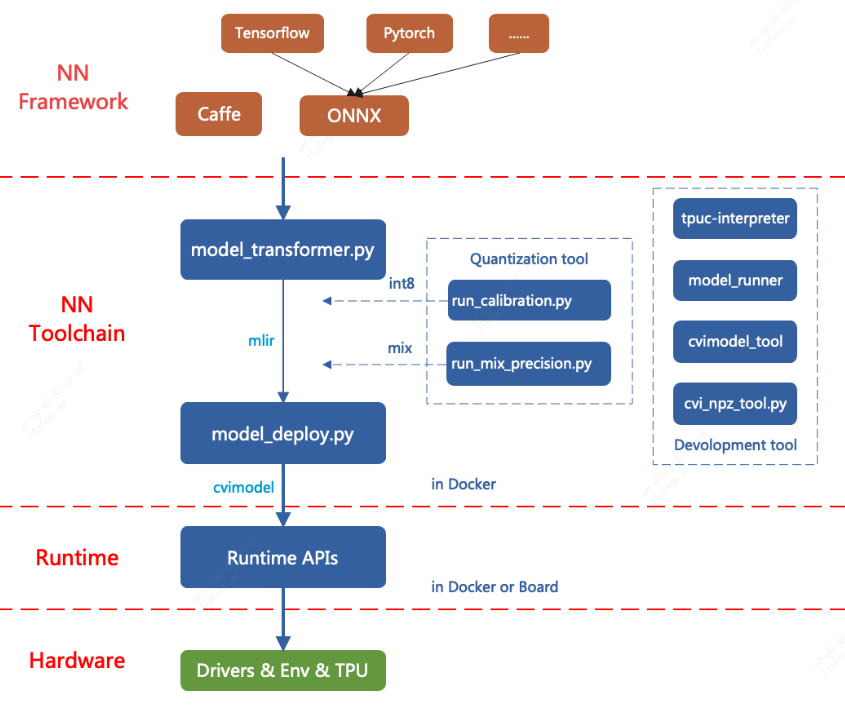 Tensorflow
Pytorch
......
NN
Framework
Caffe
ONNX
model_transformer.py
tpuc-interpreter
Quantization tool
int8
run_calibration.py
model_runner
NN
Toolchain
mlir
mix
run_mix_precision.py
cvimodel_tool
cvi_npz_tool.py
model_deploy.py
Devolopment tool
cvimodel
in Docker
Runtime
Runtime APIs
in Docker or Board
Hardware
Drivers & Env & TPU